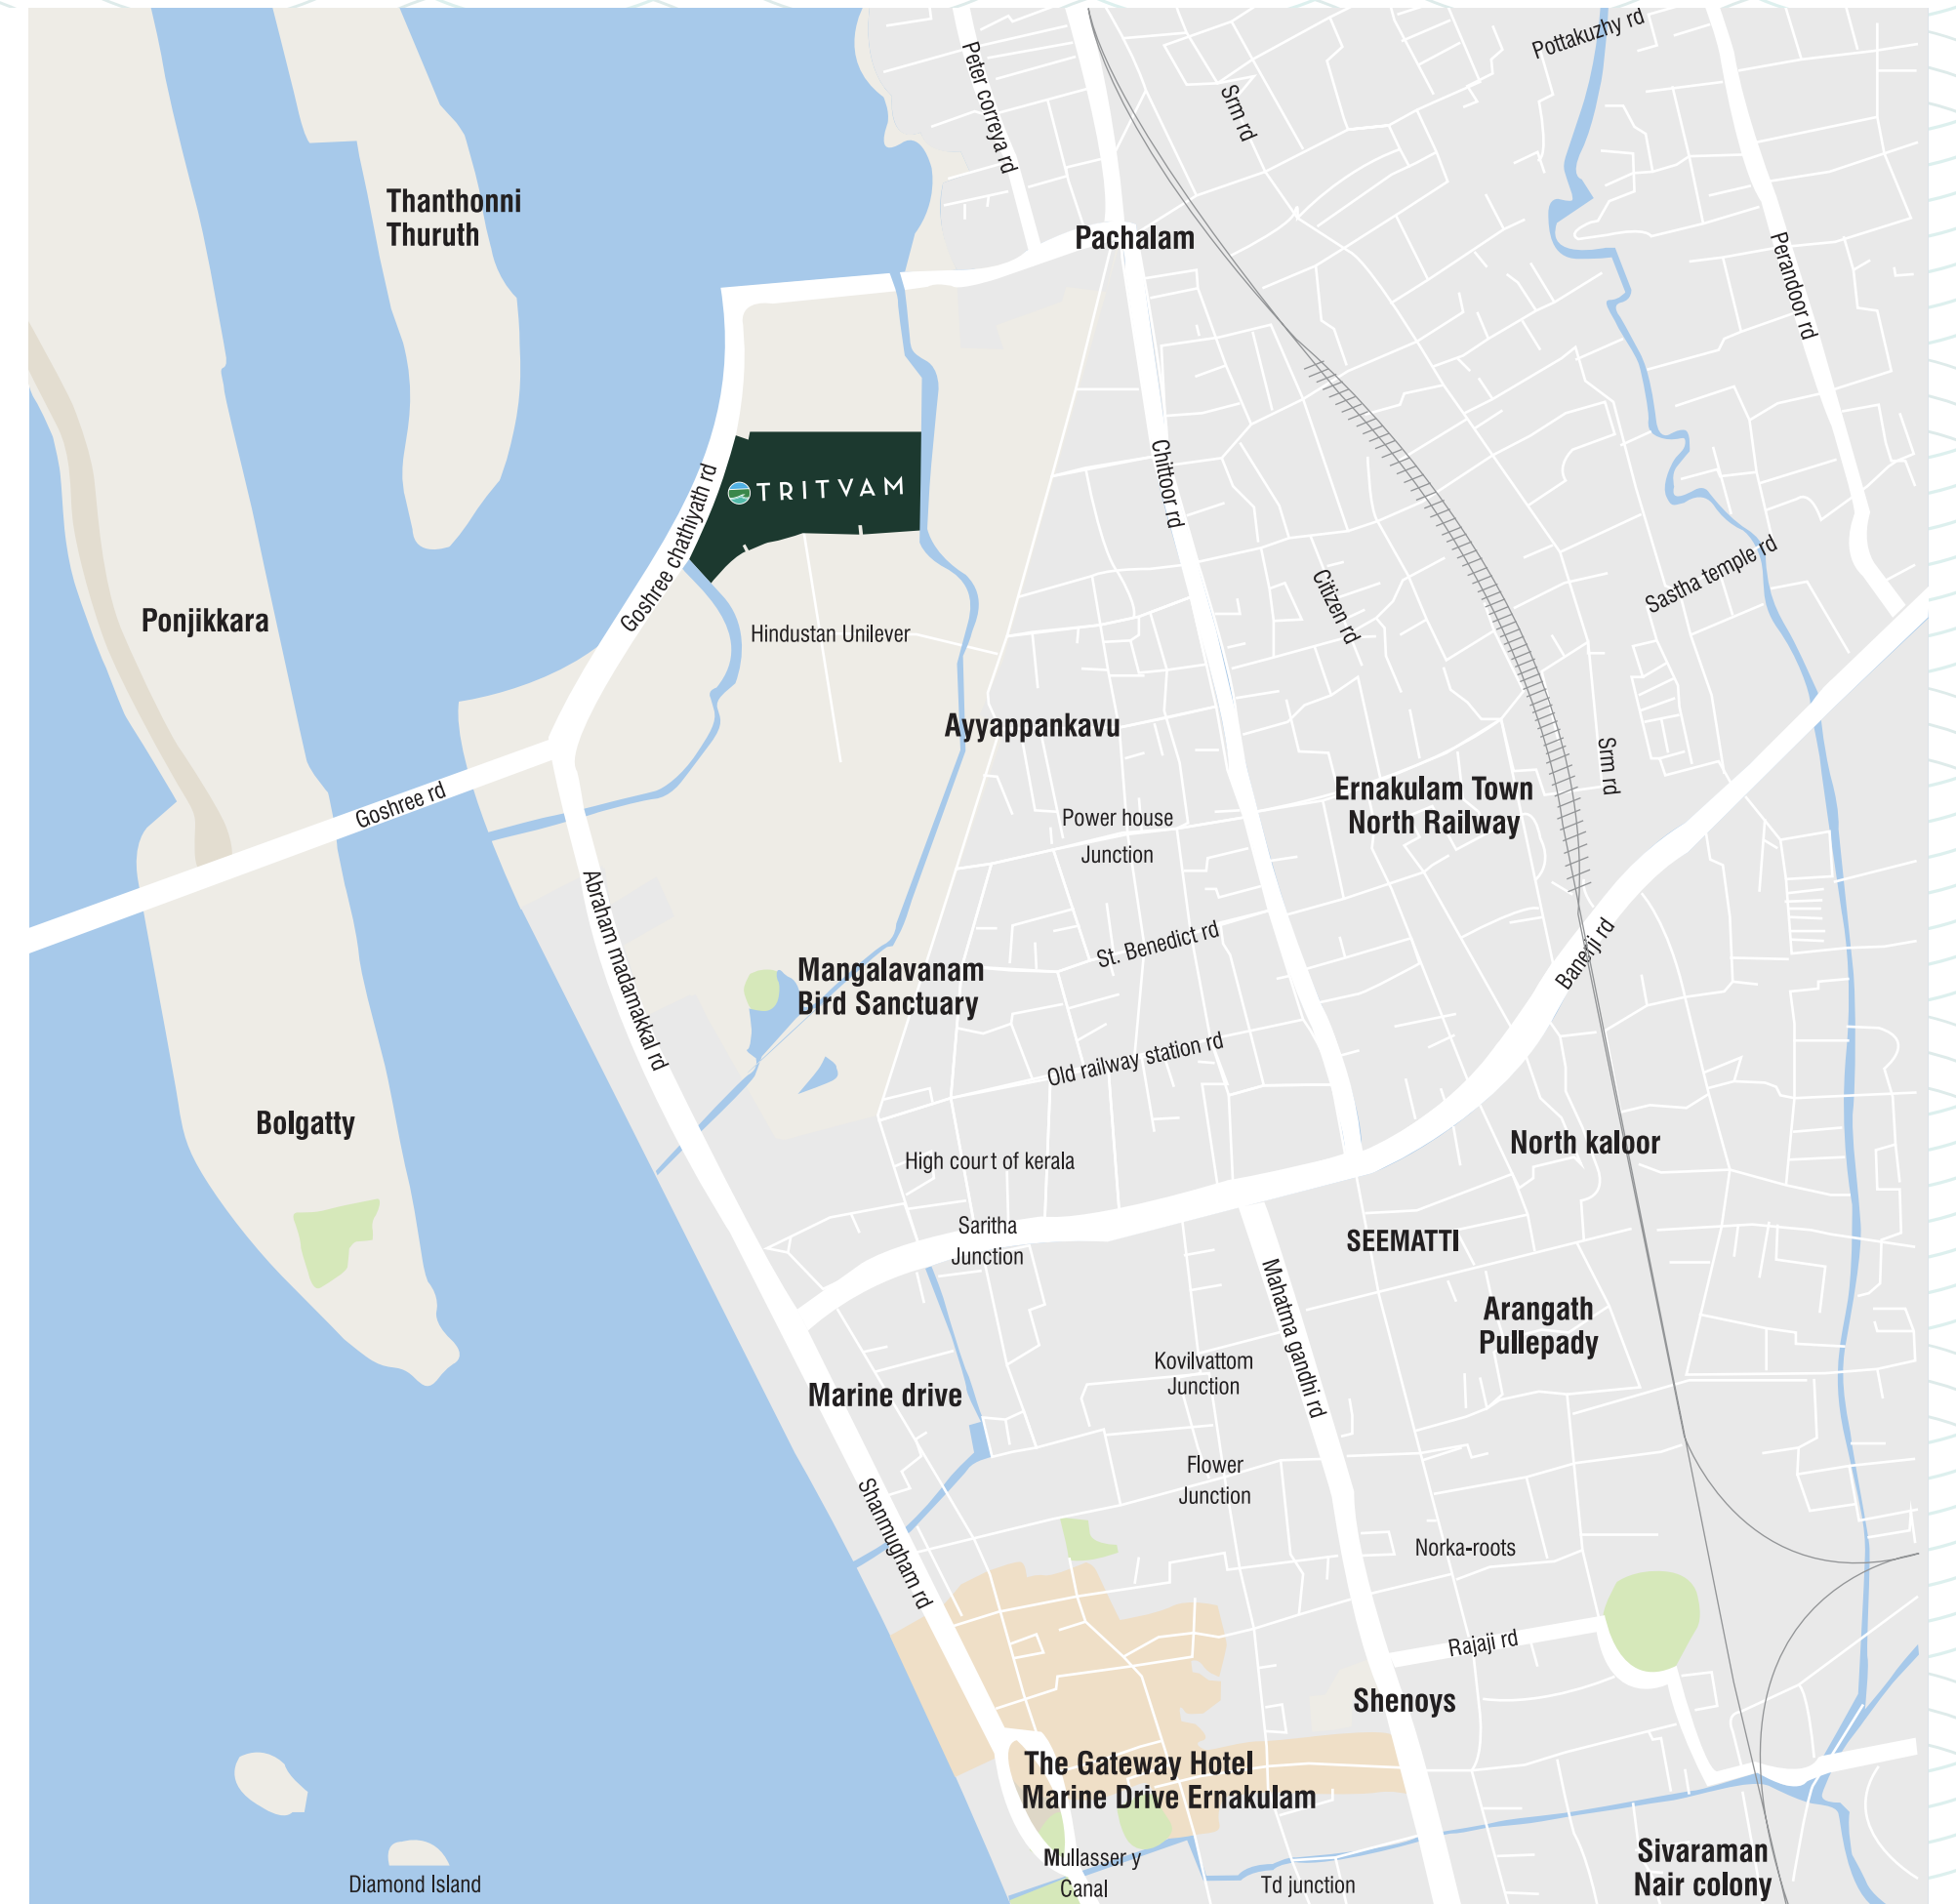 Pottakuzhy rd
Peter correya rd
Srm rd
Thanthonni
Thuruth
Pachalam
Perandoor rd
TRITVAM
Chittoor rd
Goshree chathiyath rd
Sastha temple rd
Citizen rd
Ponjikkara
Hindustan Unilever
Ayyappankavu
Srm rd
Ernakulam Town
North Railway
Goshree rd
Power house
Junction
Abraham madamakkal rd
St. Benedict rd
Banerji rd
Mangalavanam
Bird Sanctuary
Old railway station rd
Bolgatty
North kaloor
High court of kerala
Saritha
Junction
SEEMATTI
Mahatma gandhi rd
Arangath
Pullepady
Kovilvattom
Junction
Marine drive
Flower
Junction
Shanmugham rd
Norka-roots
Rajaji rd
Shenoys
The Gateway Hotel
Marine Drive Ernakulam
Mullassery
Canal
Sivaraman
Nair colony
Diamond Island
Td junction